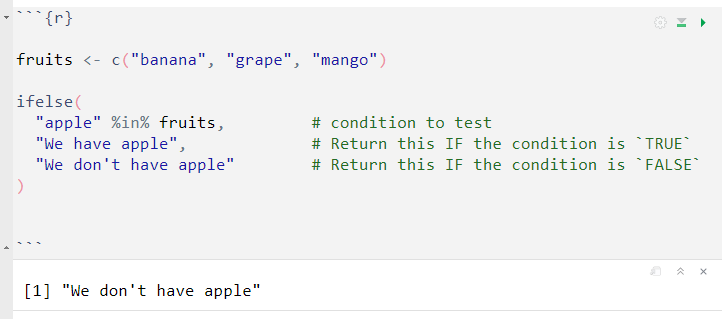 ```{r}
fruits <- c("banana", "grape", "mango")
ifelse(
  "apple" %in% fruits,         # condition to test
  "We have apple",             # Return this IF the condition is `TRUE`
  "We don't have apple"        # Return this IF the condition is `FALSE`
)
```
[1] "We don't have apple"